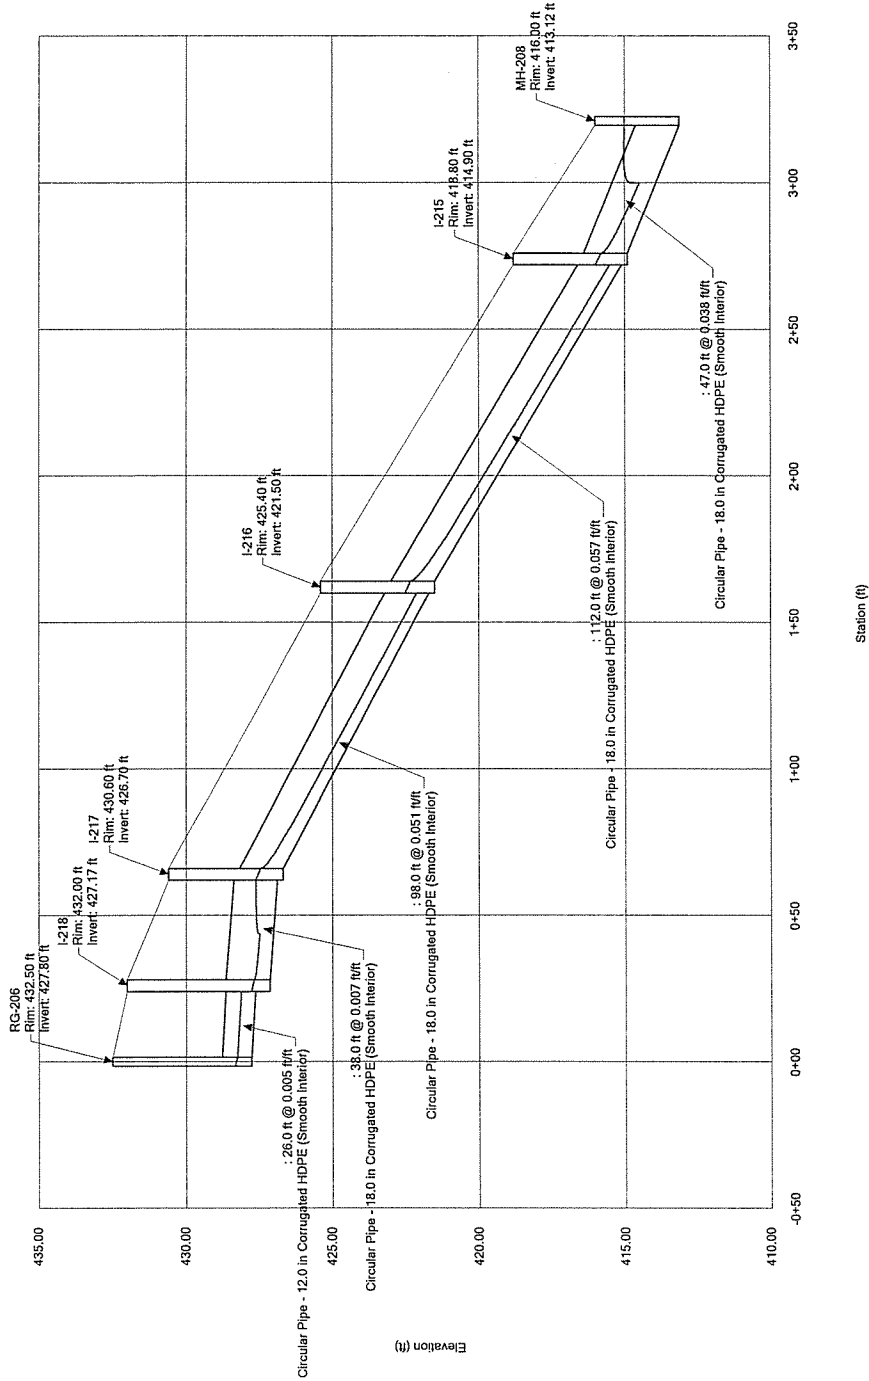 RG-206
Rim: 432.50 ft
Invert: 427.80 ft
I-218
Rim: 432.00 ft
Invert: 427.17 ft
I-217
Rim: 430.60 ft
Invert: 426.70 ft
I-216
Rim: 425.40 ft
Invert: 421.50 ft
I-215
Rim: 418.80 ft
Invert: 414.90 ft
MH-208
Rim: 416.00 ft
Invert: 413.12 ft
: 26.0 ft @ 0.005 ft/ft
Circular Pipe - 12.0 in Corrugated HDPE (Smooth Interior)
: 38.0 ft @ 0.007 ft/ft
Circular Pipe - 18.0 in Corrugated HDPE (Smooth Interior)
: 98.0 ft @ 0.051 ft/ft
Circular Pipe - 18.0 in Corrugated HDPE (Smooth Interior)
: 112.0 ft @ 0.057 ft/ft
Circular Pipe - 18.0 in Corrugated HDPE (Smooth Interior)
: 47.0 ft @ 0.038 ft/ft
Circular Pipe - 18.0 in Corrugated HDPE (Smooth Interior)
435.00
430.00
425.00
420.00
415.00
410.00
Elevation (ft)
-0+50
0+00
0+50
1+00
1+50
2+00
2+50
3+00
3+50
Station (ft)